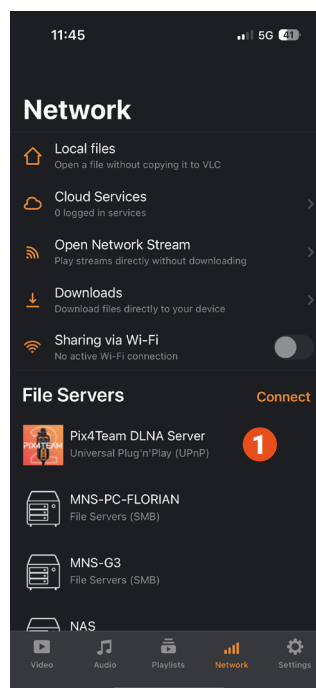 11:45
5G 41
Network
Local files
Open a file without copying it to VLC
Cloud Services
0 logged in services
Open Network Stream
Play streams directly without downloading
Downloads
Download files directly to your device
Sharing via Wi-Fi
No active Wi-Fi connection
File Servers
Connect
PIX4TEAM
Pix4Team DLNA Server
Universal Plug'n'Play (UPnP)
1
MNS-PC-FLORIAN
File Servers (SMB)
MNS-G3
File Servers (SMB)
NAS
Video
Audio
Playlists
Network
Settings